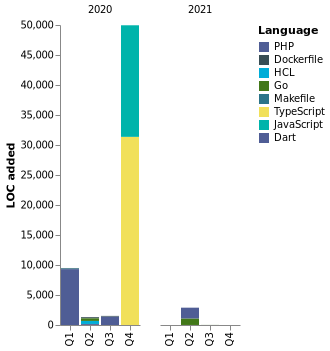 2020 2021
Language
PHP
Dockerfile
HCL
Go
Makefile
TypeScript
JavaScript
Dart
LOC added
50,000
45,000
40,000
35,000
30,000
25,000
20,000
15,000
10,000
5,000
0
Q1 Q2 Q3 Q4 Q1 Q2 Q3 Q4